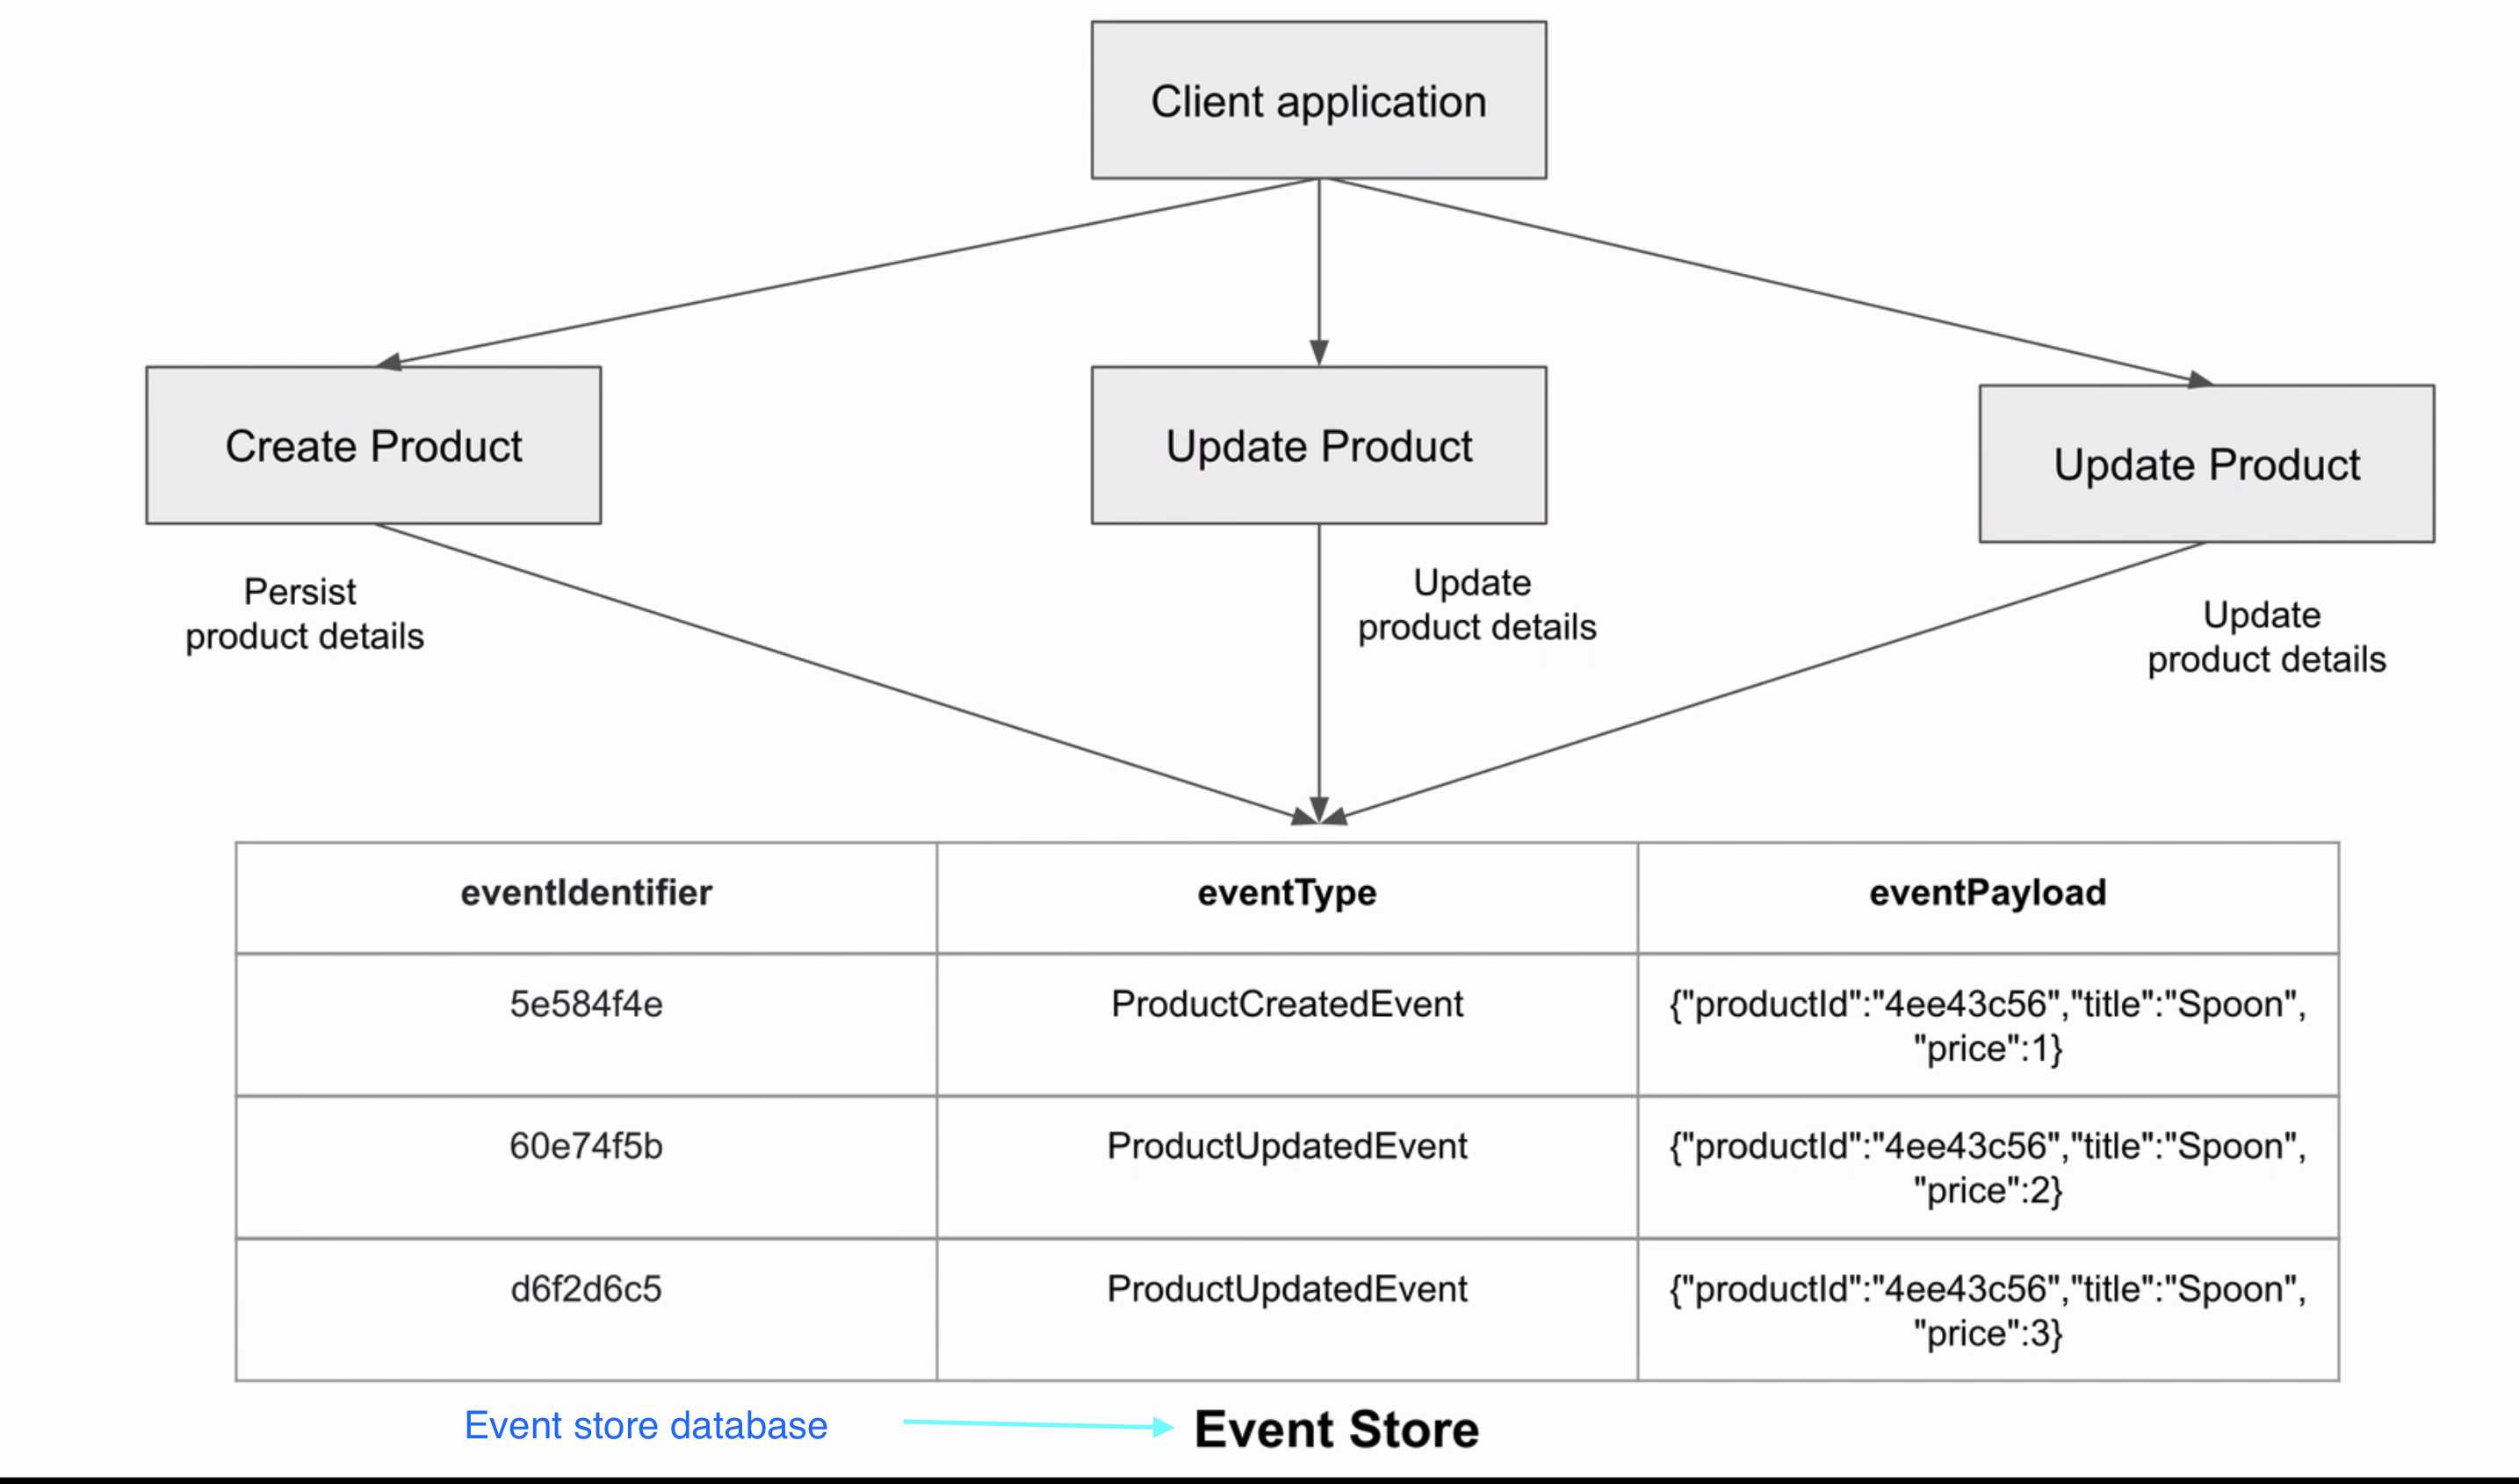 Client application
Create Product
Update Product
Update Product
Persist
product details
Update
product details
Update
product details
eventIdentifier
eventType
eventPayload
5e584f4e
ProductCreatedEvent
{"productId":"4ee43c56","title":"Spoon",
"price":1}
60e74f5b
ProductUpdatedEvent
{"productId":"4ee43c56","title":"Spoon",
"price":2}
d6f2d6c5
ProductUpdatedEvent
{"productId":"4ee43c56","title":"Spoon",
"price":3}
Event store database
Event Store